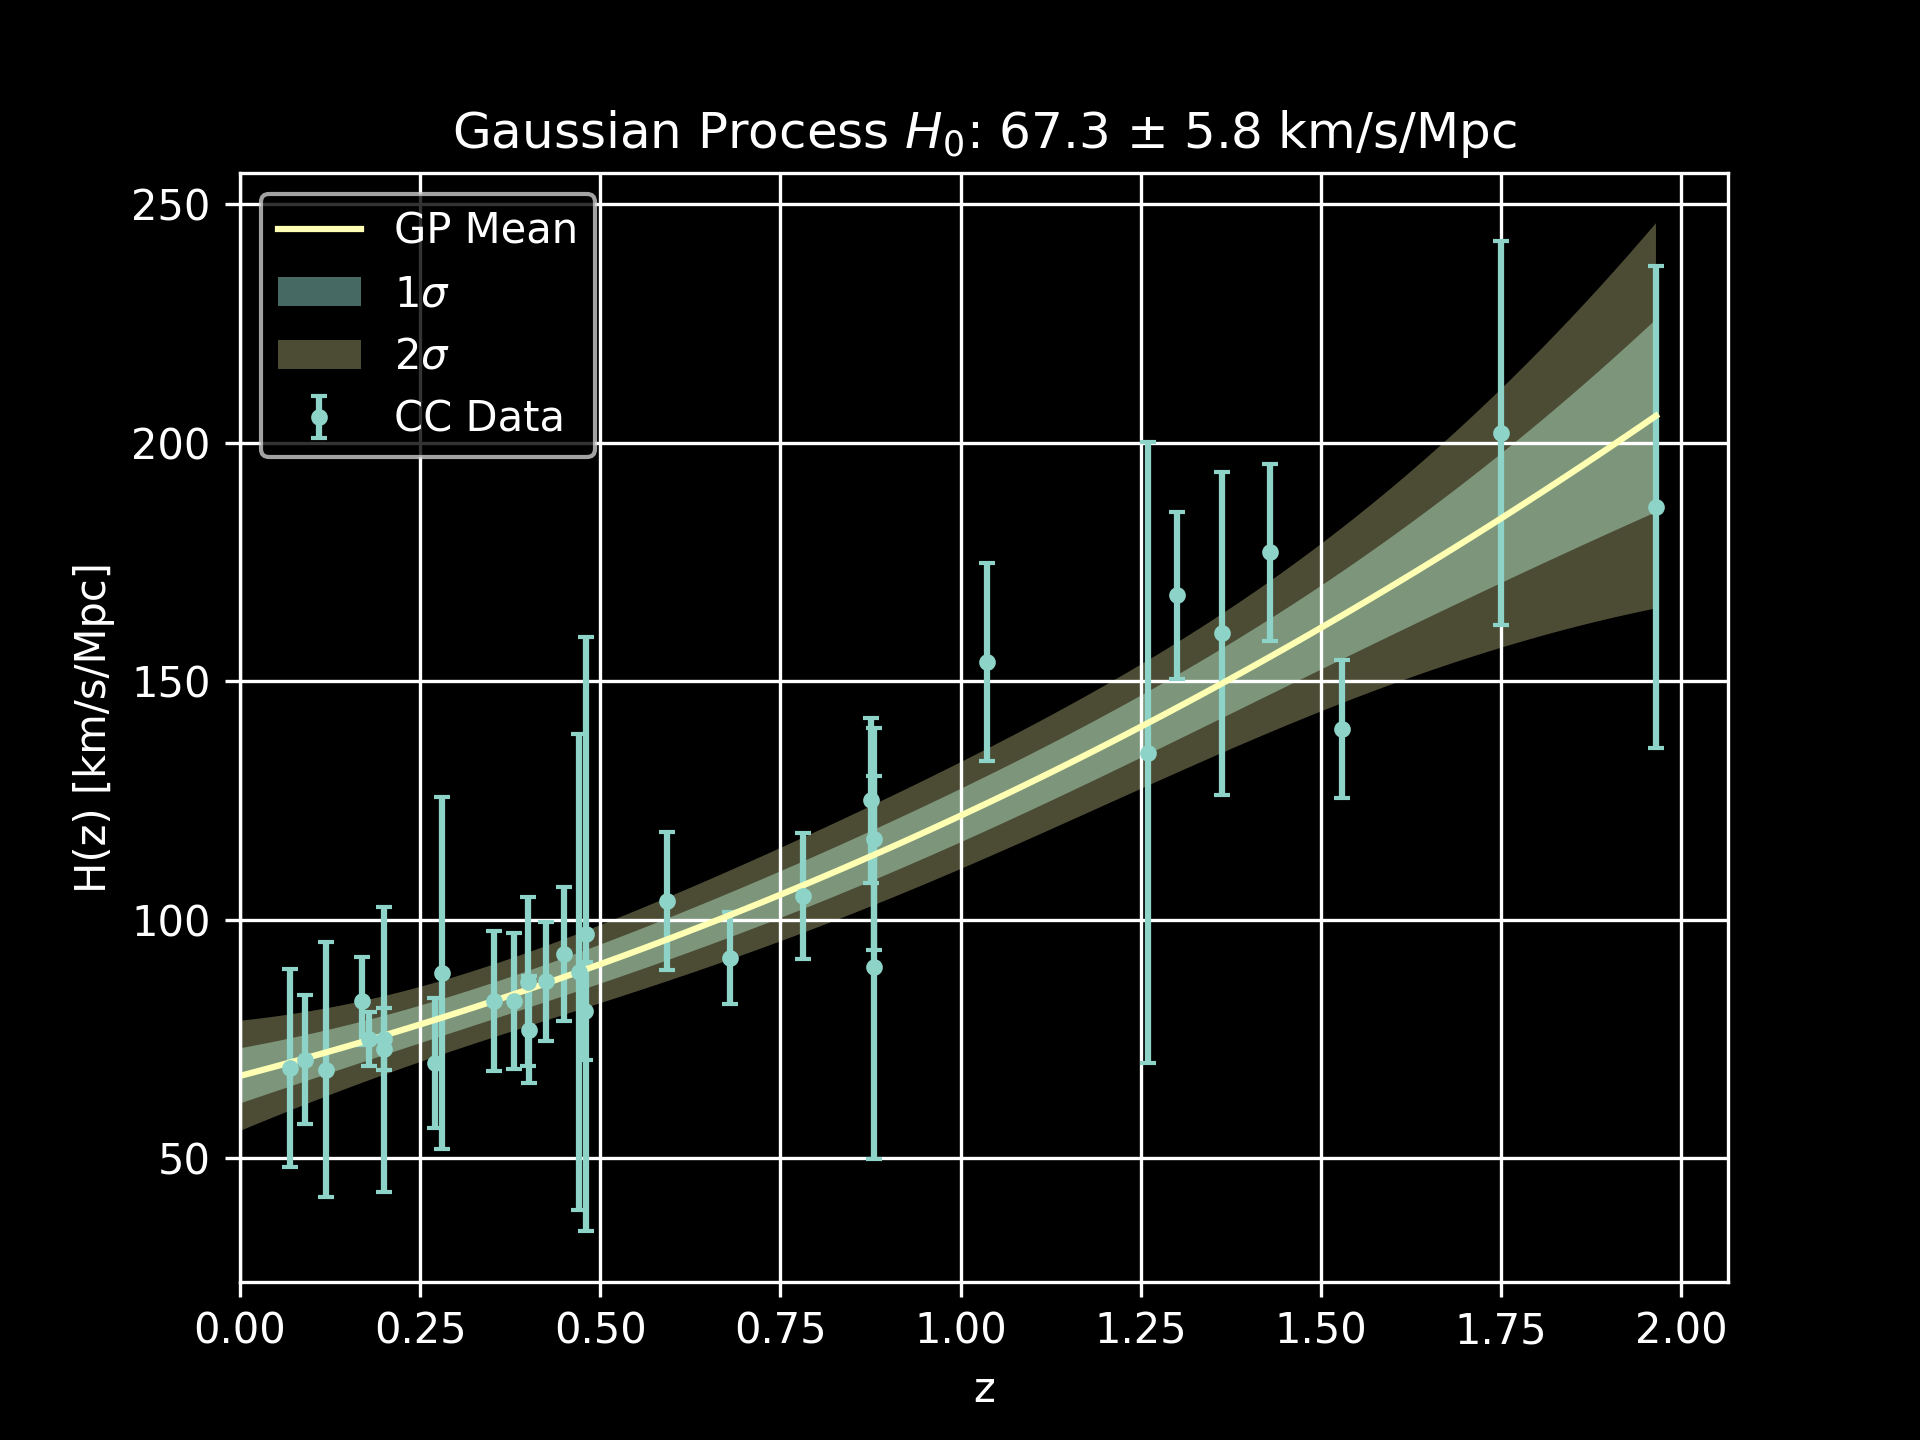 Gaussian Process H₀: 67.3 ± 5.8 km/s/Mpc
GP Mean
1σ
2σ
CC Data
H(z) [km/s/Mpc]
250
200
150
100
50
0.00 0.25 0.50 0.75 1.00 1.25 1.50 1.75 2.00
z